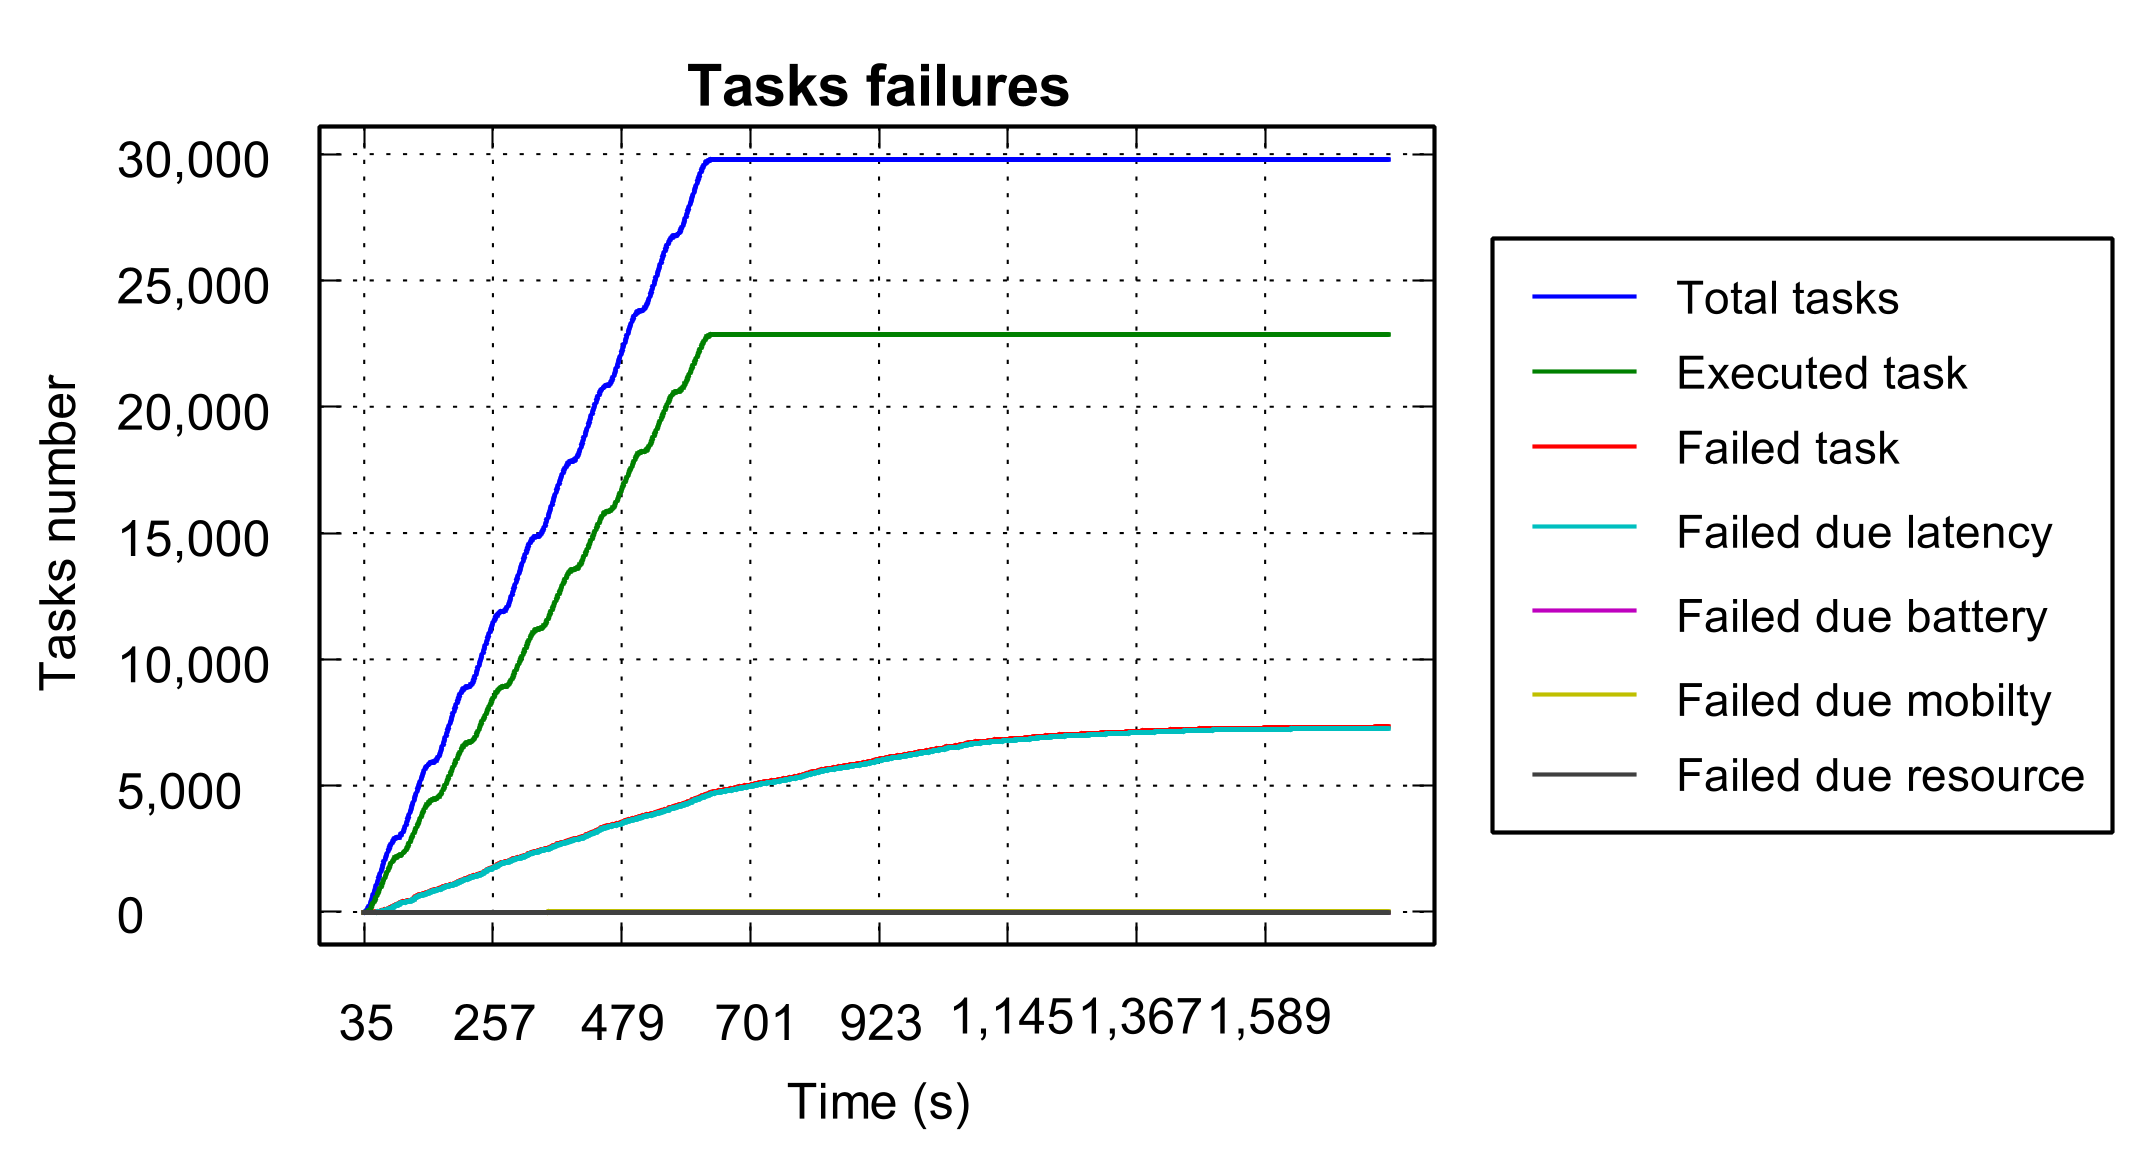 Tasks failures
30,000
25,000
20,000
15,000
10,000
5,000
0
Tasks number
35 257 479 701 923 1,145 1,367 1,589
Time (s)
Total tasks
Executed task
Failed task
Failed due latency
Failed due battery
Failed due mobilty
Failed due resource